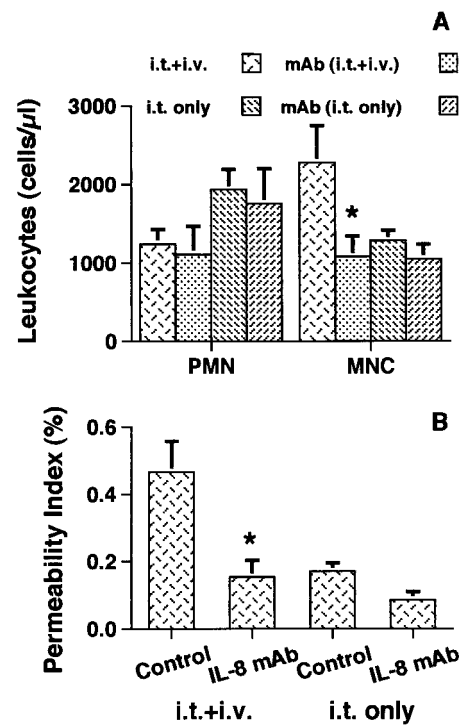 A
i.t.+i.v. mAb (i.t.+i.v.)
i.t. only mAb (i.t. only)
Leukocytes (cells/µl)
3000
2000
1000
0
PMN MNC
*
B
Permeability Index (%)
0.6
0.4
0.2
0.0
*
Control IL-8 mAb Control IL-8 mAb
i.t.+i.v. i.t. only